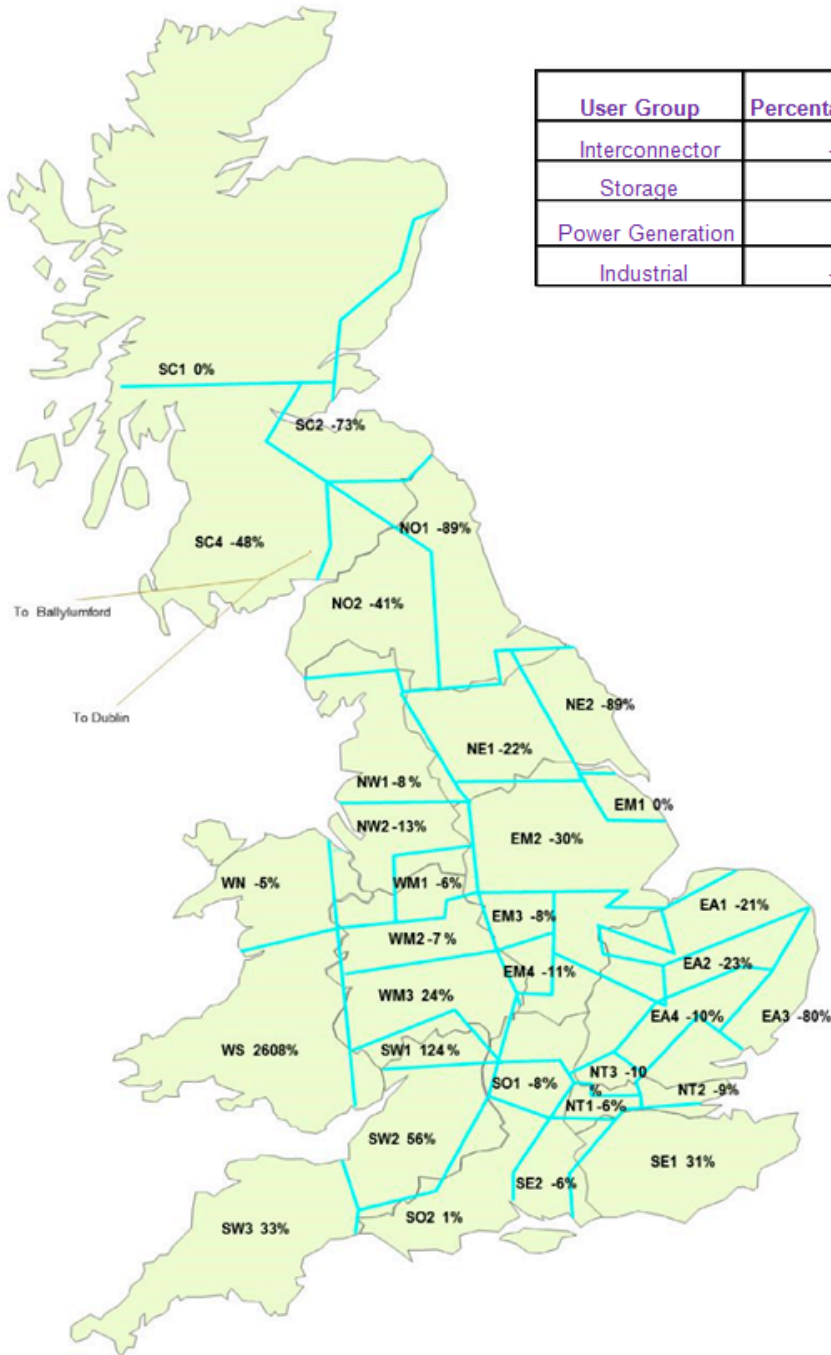 User Group
Interconnector
Storage
Power Generation
Industrial
SC1 0%
SC2 -73%
NO1 -89%
SC4 -48%
To Ballylumford
NO2 -41%
To Dublin
NE2 -89%
NE1 -22%
NW1 -8 %
EM1 0%
NW2 -13%
EM2 -30%
WN -5%
WM1 -6%
EA1 -21%
EM3 -8%
WM2 -7 %
EA2 -23%
EM4 -11%
WM3 24%
EA4 -10%
EA3 -80%
WS 2608%
SW1 124 %
NT3 -10
%
SO1 -8%
NT2 -9%
NT1 -6%
SW2 56%
SE1 31%
SE2 -6%
SO2 1%
SW3 33%